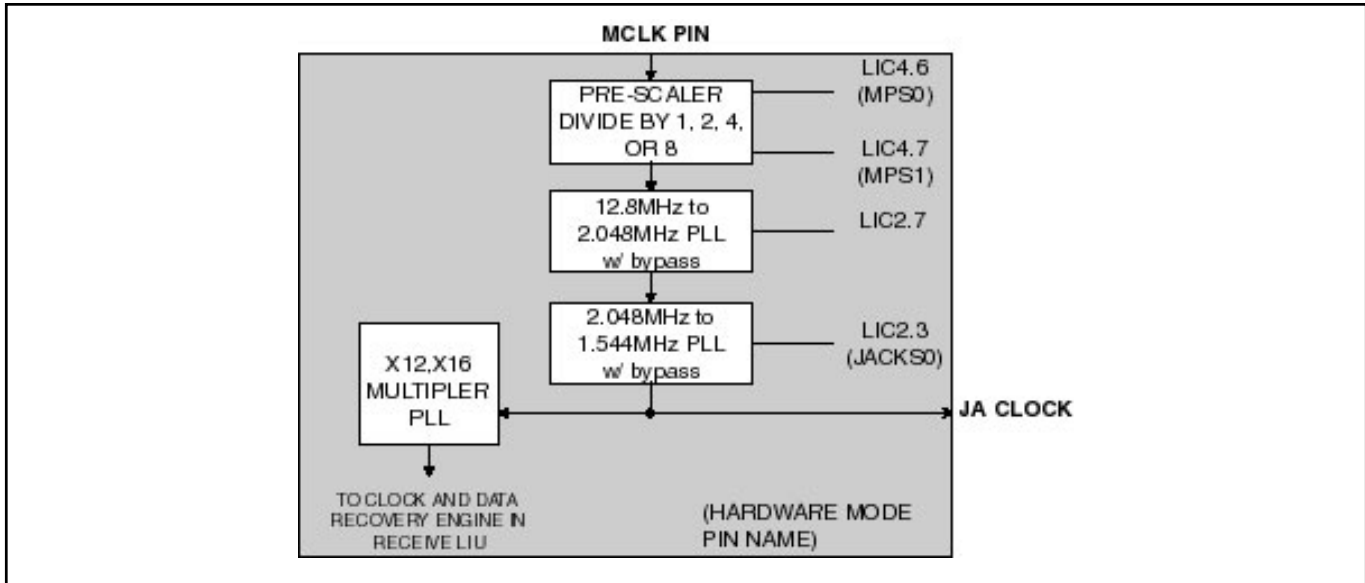 MCLK PIN
PRE-SCALER
DIVIDE BY 1, 2, 4,
OR 8
LIC4.6
(MPS0)
LIC4.7
(MPS1)
12.8MHz to
2.048MHz PLL
w/ bypass
LIC2.7
2.048MHz to
1.544MHz PLL
w/ bypass
LIC2.3
(JACKS0)
X12,X16
MULTIPLER
PLL
JA CLOCK
TO CLOCK AND DATA
RECOVERY ENGINE IN
RECEIVE LIU
(HARDWARE MODE
PIN NAME)